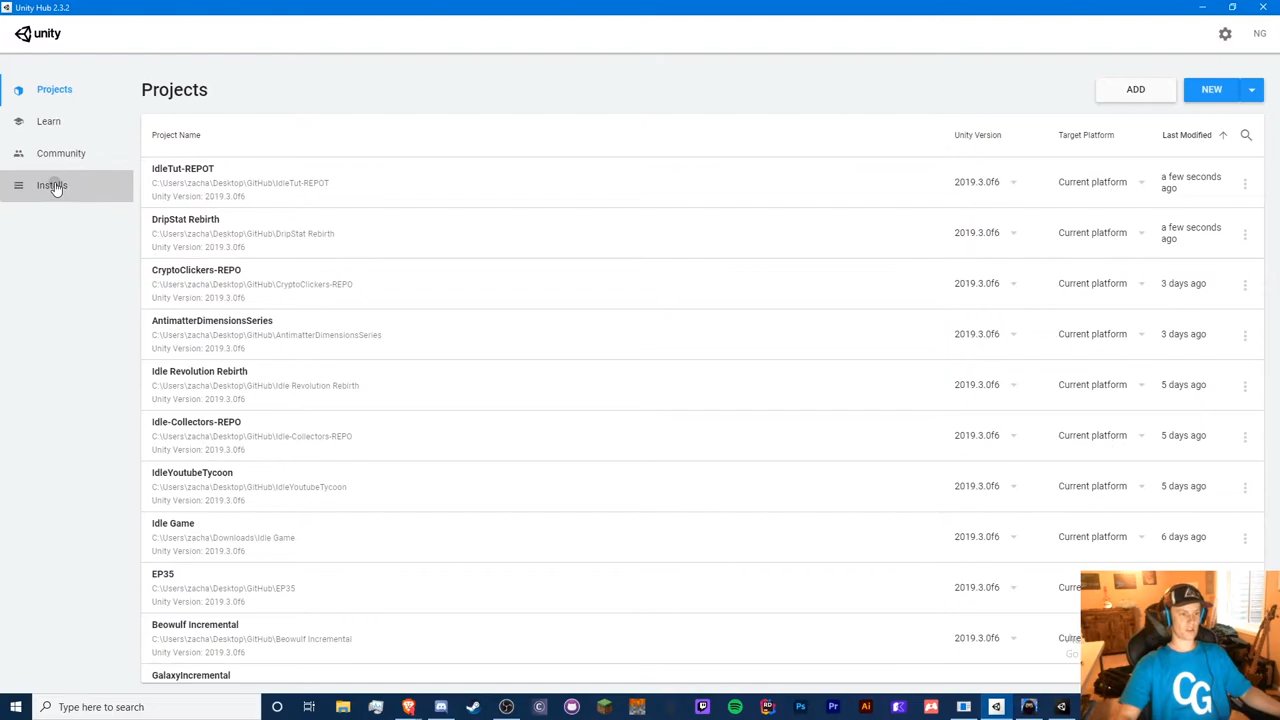 Unity Hub 2.3.2
unity
NG
Projects
Learn
Community
Installs
Projects
ADD
NEW
Project Name
Unity Version
Target Platform
Last Modified
IdleTut-REPOT
C:\Users\zacha\Desktop\GitHub\IdleTut-REPOT
Unity Version: 2019.3.0f6
2019.3.0f6
Current platform
a few seconds
ago
DripStat Rebirth
C:\Users\zacha\Desktop\GitHub\DripStat Rebirth
Unity Version: 2019.3.0f6
2019.3.0f6
Current platform
a few seconds
ago
CryptoClickers-REPO
C:\Users\zacha\Desktop\GitHub\CryptoClickers-REPO
Unity Version: 2019.3.0f6
2019.3.0f6
Current platform
3 days ago
AntimatterDimensionsSeries
C:\Users\zacha\Desktop\GitHub\AntimatterDimensionsSeries
Unity Version: 2019.3.0f6
2019.3.0f6
Current platform
3 days ago
Idle Revolution Rebirth
C:\Users\zacha\Desktop\GitHub\Idle Revolution Rebirth
Unity Version: 2019.3.0f6
2019.3.0f6
Current platform
5 days ago
Idle-Collectors-REPO
C:\Users\zacha\Desktop\GitHub\Idle-Collectors-REPO
Unity Version: 2019.3.0f6
2019.3.0f6
Current platform
5 days ago
IdleYoutubeTycoon
C:\Users\zacha\Desktop\GitHub\IdleYoutubeTycoon
Unity Version: 2019.3.0f6
2019.3.0f6
Current platform
5 days ago
Idle Game
C:\Users\zacha\Downloads\Idle Game
Unity Version: 2019.3.0f6
2019.3.0f6
Current platform
6 days ago
EP35
C:\Users\zacha\Desktop\GitHub\EP35
Unity Version: 2019.3.0f6
2019.3.0f6
Beowulf Incremental
C:\Users\zacha\Desktop\GitHub\Beowulf Incremental
Unity Version: 2019.3.0f6
2019.3.0f6
GalaxyIncremental
CG
Type here to search